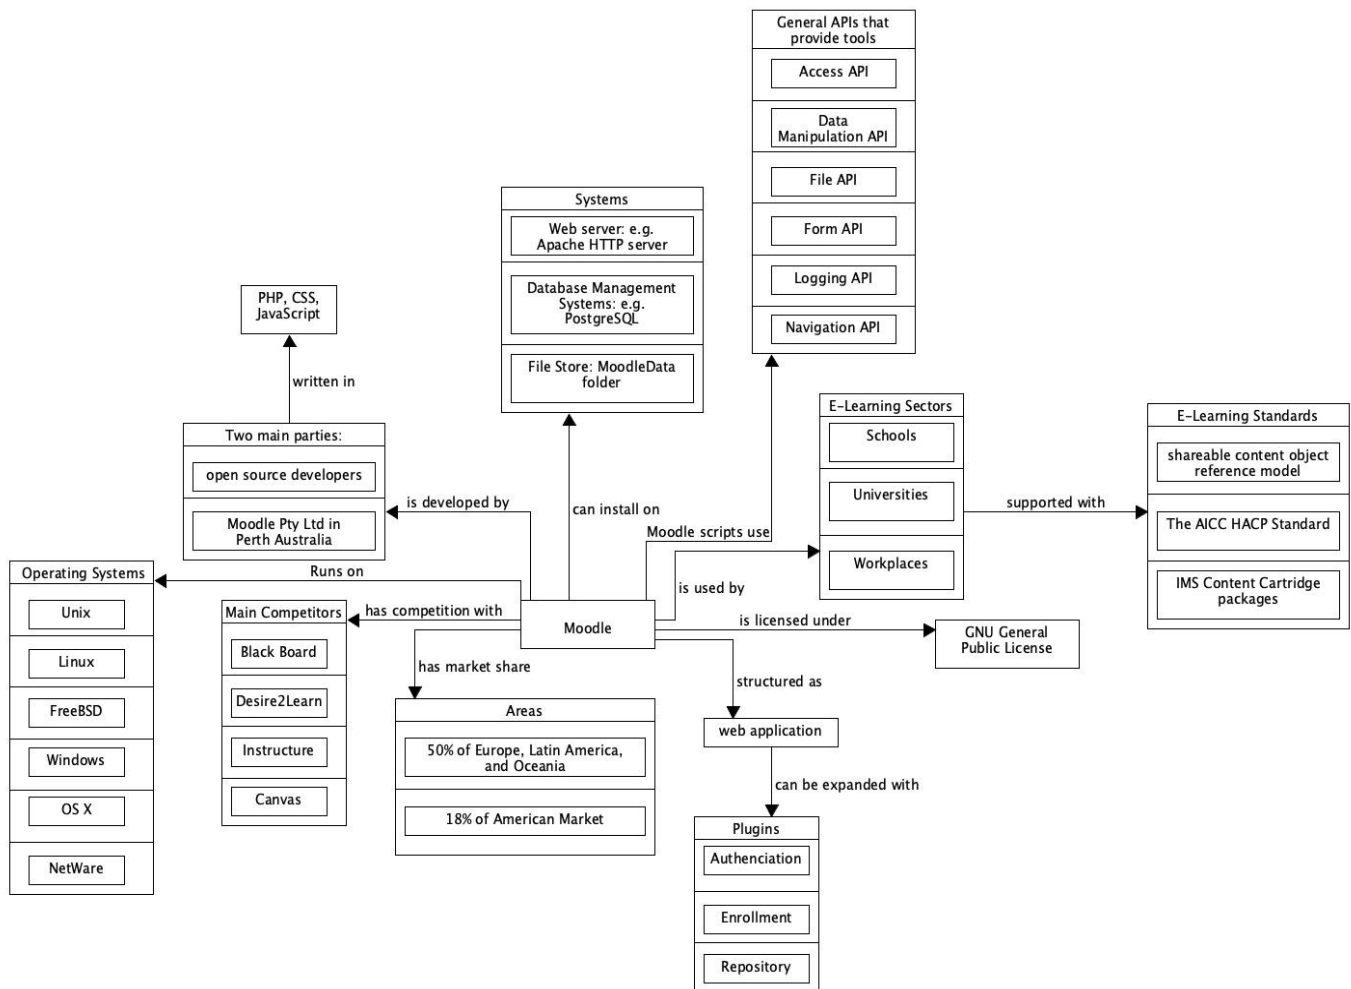 General APIs that
provide tools
Access API
Data
Manipulation API
File API
Form API
Logging API
Navigation API
Systems
Web server: e.g.
Apache HTTP server
Database Management
Systems: e.g.
PostgreSQL
File Store: MoodleData
folder
PHP, CSS,
JavaScript
written in
Two main parties:
open source developers
Moodle Pty Ltd in
Perth Australia
is developed by
can install on
Moodle scripts use
E-Learning Sectors
Schools
Universities
Workplaces
supported with
E-Learning Standards
shareable content object
reference model
The AICC HACP Standard
IMS Content Cartridge
packages
Operating Systems
Unix
Linux
FreeBSD
Windows
OS X
NetWare
Runs on
Main Competitors
Black Board
Desire2Learn
Instructure
Canvas
has competition with
Moodle
is used by
is licensed under
GNU General
Public License
has market share
Areas
50% of Europe, Latin America,
and Oceania
18% of American Market
structured as
web application
can be expanded with
Plugins
Authenciation
Enrollment
Repository